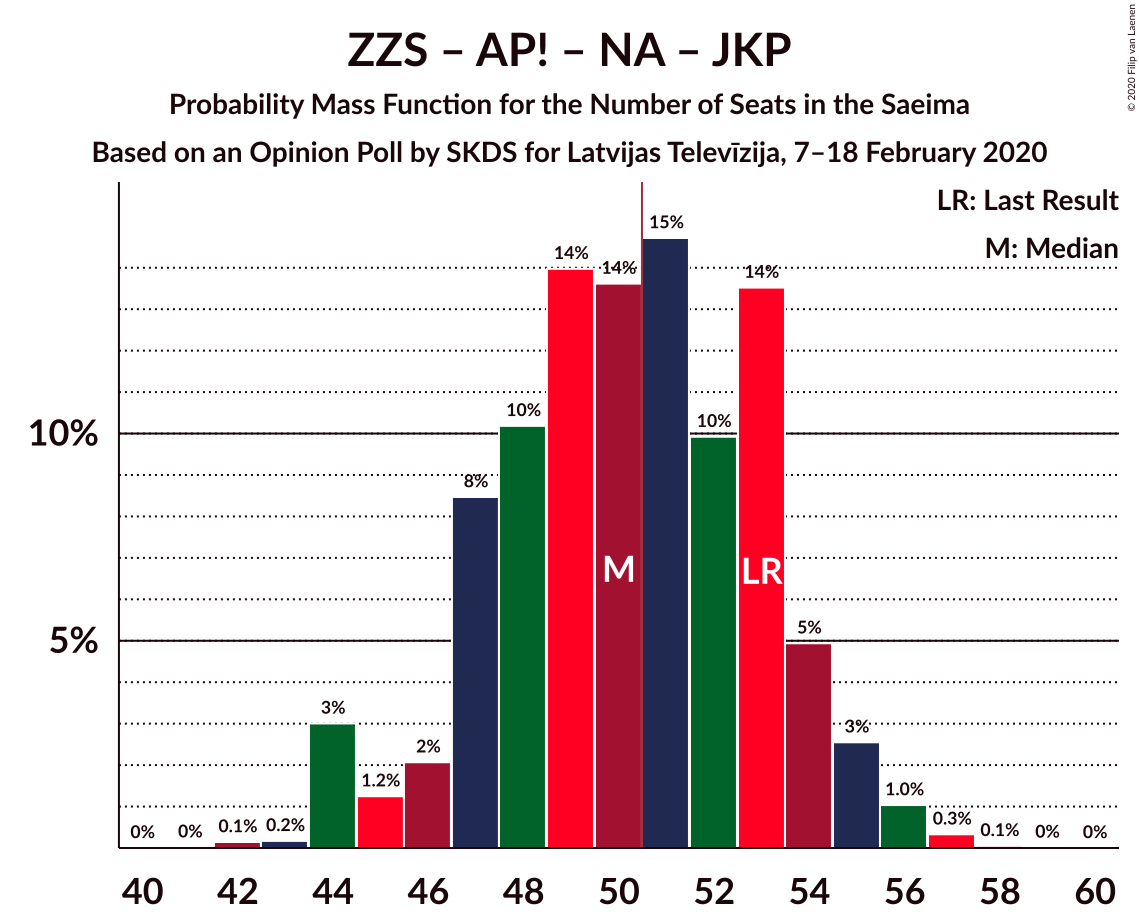 ZZS – AP! – NA – JKP
Probability Mass Function for the Number of Seats in the Saeima
Based on an Opinion Poll by SKDS for Latvijas Televīzija, 7–18 February 2020
© 2020 Filip van Laenen
LR: Last Result
M: Median
10%
5%
0%
0%
0.1%
0.2%
3%
1.2%
2%
8%
10%
14%
14%
15%
10%
14%
5%
3%
1.0%
0.3%
0.1%
0%
0%
M
LR
40 42 44 46 48 50 52 54 56 58 60